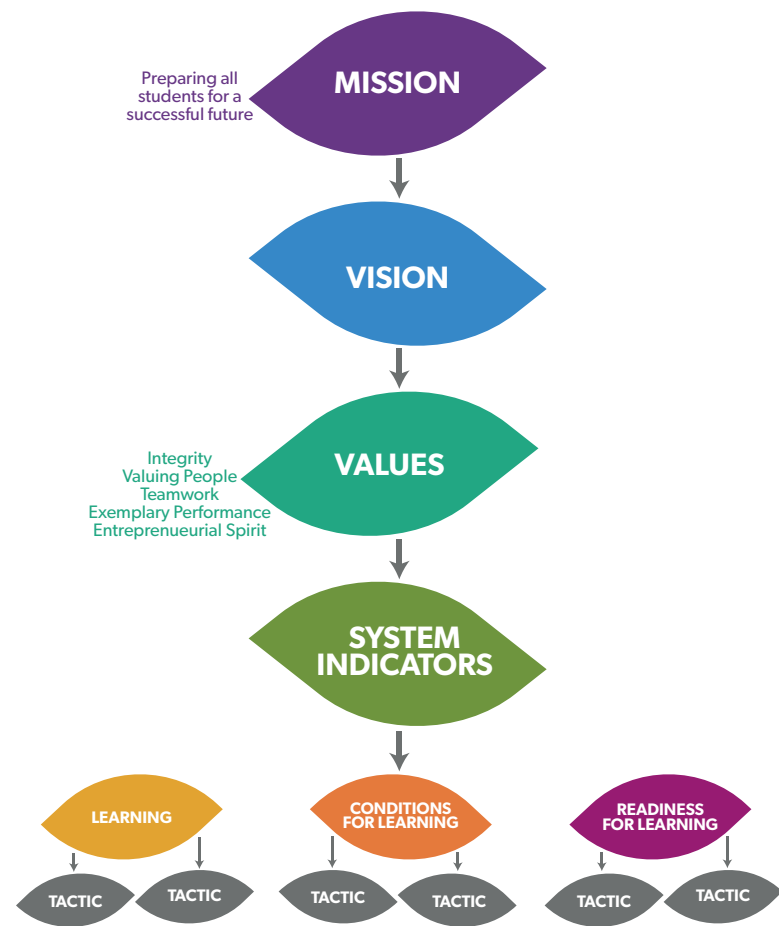 MISSION
Preparing all
students for a
successful future
VISION
VALUES
Integrity
Valuing People
Teamwork
Exemplary Performance
Entreprenueurial Spirit
SYSTEM
INDICATORS
LEARNING
CONDITIONS
FOR LEARNING
READINESS
FOR LEARNING
TACTIC
TACTIC
TACTIC
TACTIC
TACTIC
TACTIC